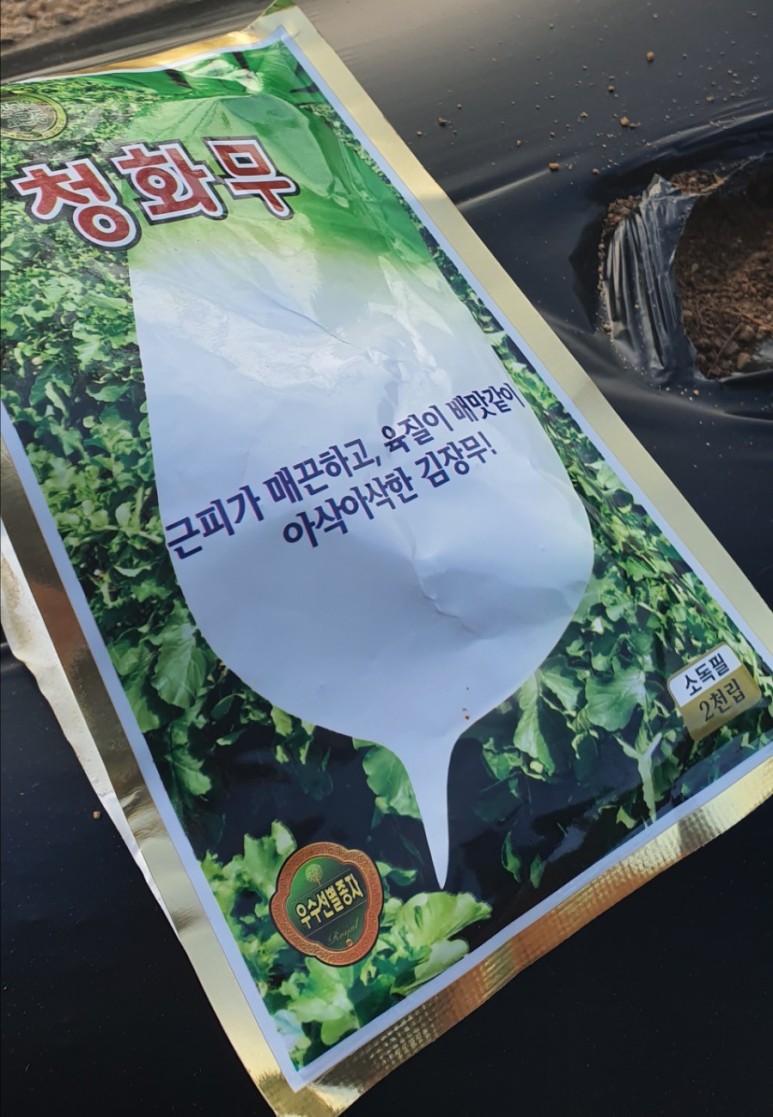 청화무
근피가 매끈하고, 육질이 배맛같이
아삭아삭한 김장무!
소독필
2천립
우수선별종자
Royal